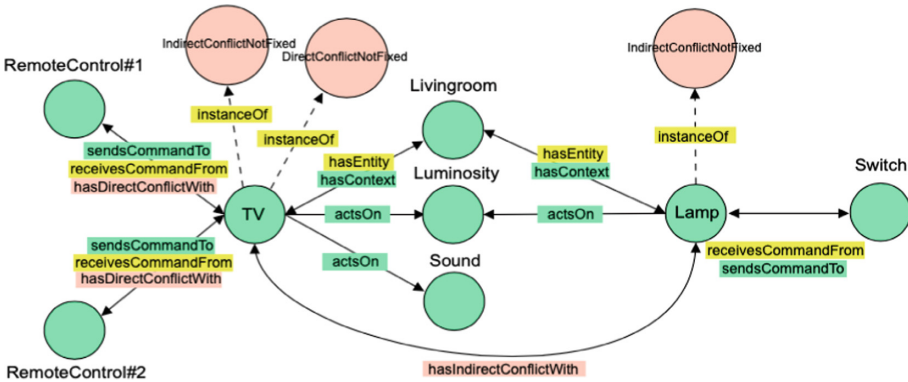 IndirectConflictNotFixed
DirectConflictNotFixed
IndirectConflictNotFixed
RemoteControl#1
Livingroom
instanceOf
instanceOf
instanceOf
sendsCommandTo
receivesCommandFrom
hasDirectConflictWith
hasEntity
hasContext
hasEntity
hasContext
Switch
Luminosity
TV
actsOn
actsOn
Lamp
sendsCommandTo
receivesCommandFrom
hasDirectConflictWith
actsOn
Sound
receivesCommandFrom
sendsCommandTo
RemoteControl#2
hasIndirectConflictWith